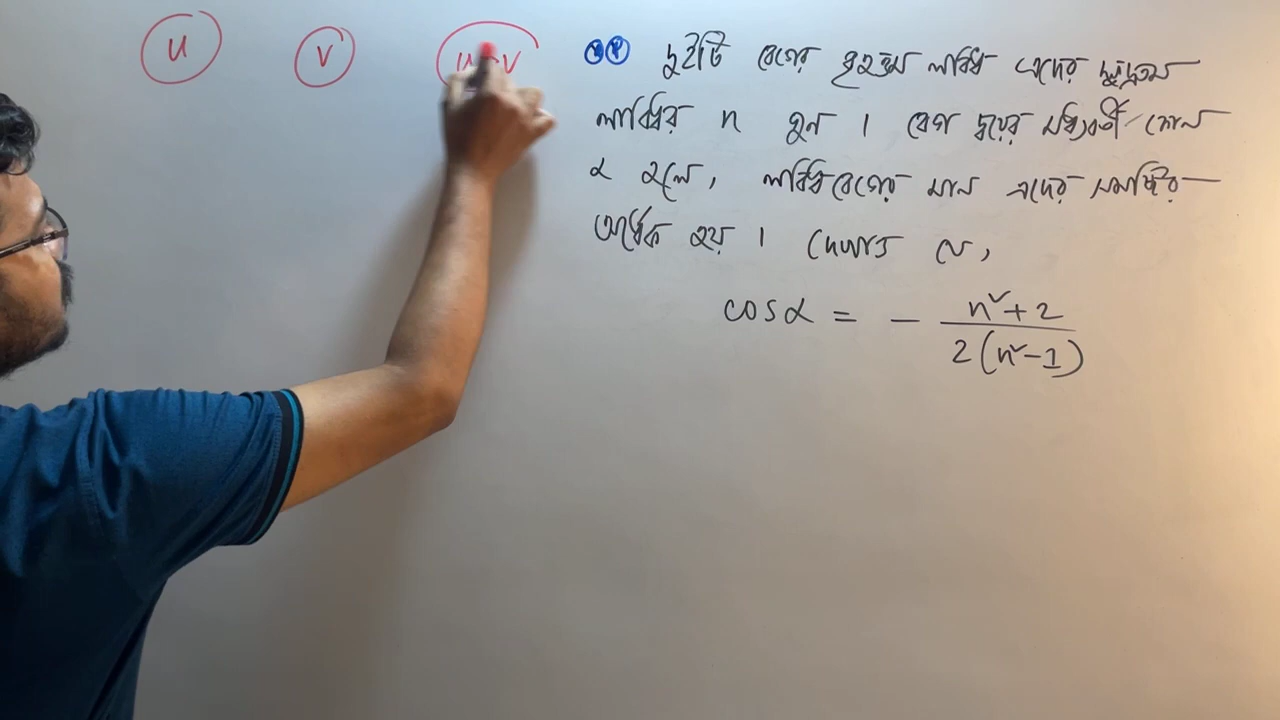 u v u v
দুইটি বেগের বৃহত্তম লব্ধি এদের ক্ষুদ্রতম
লব্ধির n গুন । বেগ দ্বয়ের মধ্যবর্তী কোন
α হলে, লব্ধিবেগের মান এদের সমষ্টির
অর্ধেক হয় । দেখাও যে,
cosα = - n²+2
2(n²-1)